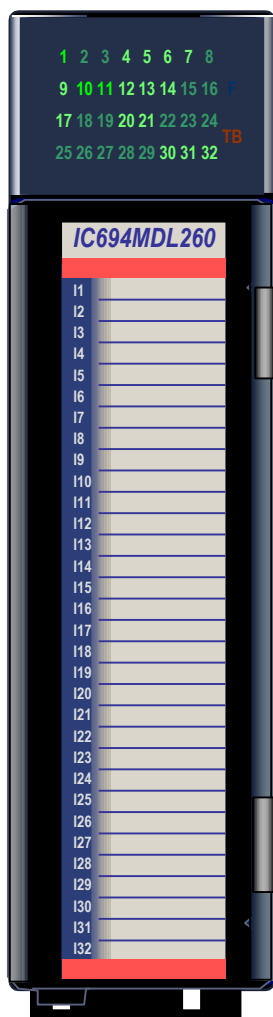 1 2 3 4 5 6 7 8
9 10 11 12 13 14 15 16 F
17 18 19 20 21 22 23 24
TB
25 26 27 28 29 30 31 32
IC694MDL260
I1
I2
I3
I4
I5
I6
I7
I8
I9
I10
I11
I12
I13
I14
I15
I16
I17
I18
I19
I20
I21
I22
I23
I24
I25
I26
I27
I28
I29
I30
I31
I32